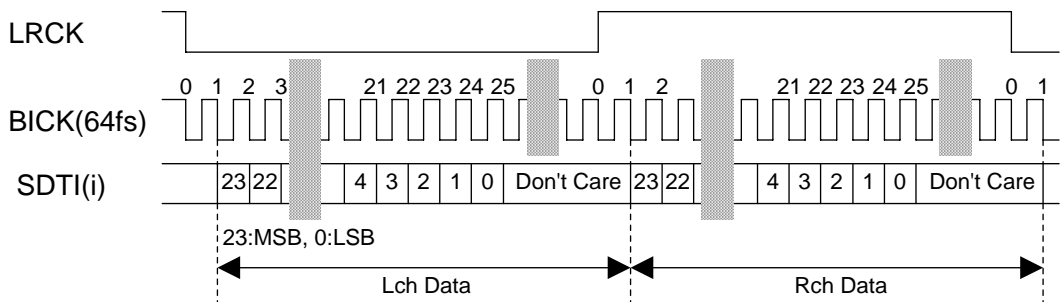 LRCK
0 1 2 3 21 22 23 24 25 0 1 2 21 22 23 24 25 0 1
BICK(64fs)
SDTI(i) 23 22 4 3 2 1 0 Don't Care 23 22 4 3 2 1 0 Don't Care
23:MSB, 0:LSB
Lch Data Rch Data